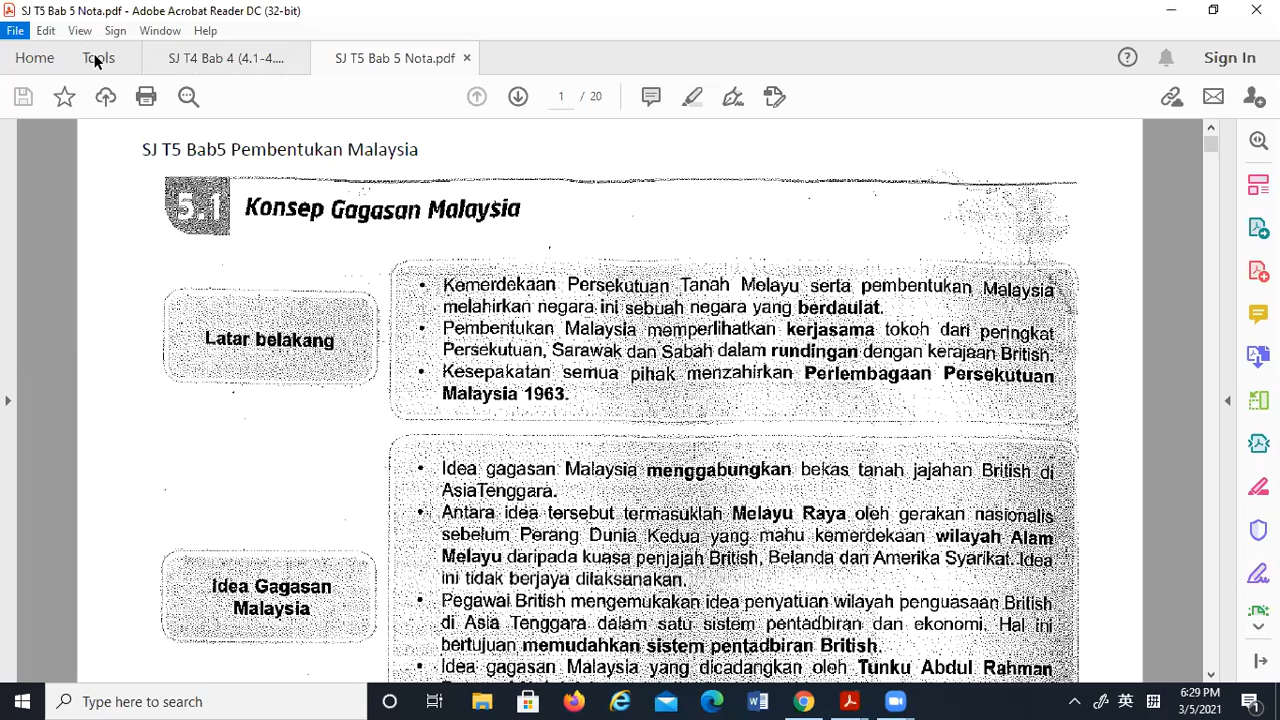 SJ T5 Bab 5 Nota.pdf - Adobe Acrobat Reader DC (32-bit)
File Edit View Sign Window Help
Home Tools SJ T4 Bab 4 (4.1-4.... SJ T5 Bab 5 Nota.pdf × Sign In
1 / 20
SJ T5 Bab5 Pembentukan Malaysia
5.1 Konsep Gagasan Malaysia
Latar belakang
• Kemerdekaan Persekutuan Tanah Melayu serta pembentukan Malaysia
melahirkan negara ini sebuah negara yang berdaulat.
• Pembentukan Malaysia memperlihatkan kerjasama tokoh dari peringkat
Persekutuan, Sarawak dan Sabah dalam rundingan dengan kerajaan British.
• Kesepakatan semua pihak menzahirkan Perlembagaan Persekutuan
Malaysia 1963.
Idea Gagasan
Malaysia
• Idea gagasan Malaysia menggabungkan bekas tanah jajahan British di
AsiaTenggara.
• Antara idea tersebut termasuklah Melayu Raya oleh gerakan nasionalis
sebelum Perang Dunia Kedua yang mahu kemerdekaan wilayah Alam
Melayu daripada kuasa penjajah British, Belanda dan Amerika Syarikat. Idea
ini tidak berjaya dilaksanakan.
• Pegawai British mengemukakan idea penyatuan wilayah penguasaan British
di Asia Tenggara dalam satu sistem pentadbiran dan ekonomi. Hal ini
bertujuan memudahkan sistem pentadbiran British.
• Idea gagasan Malaysia yang dicadangkan oleh Tunku Abdul Rahman
Type here to search
英
6:29 PM
3/5/2021